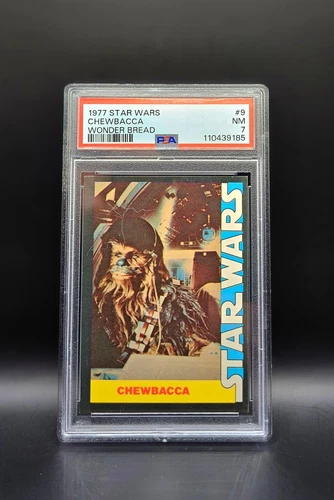 1977 STAR WARS #9
CHEWBACCA NM
WONDER BREAD PSA 7
110439185
STAR WARS
CHEWBACCA